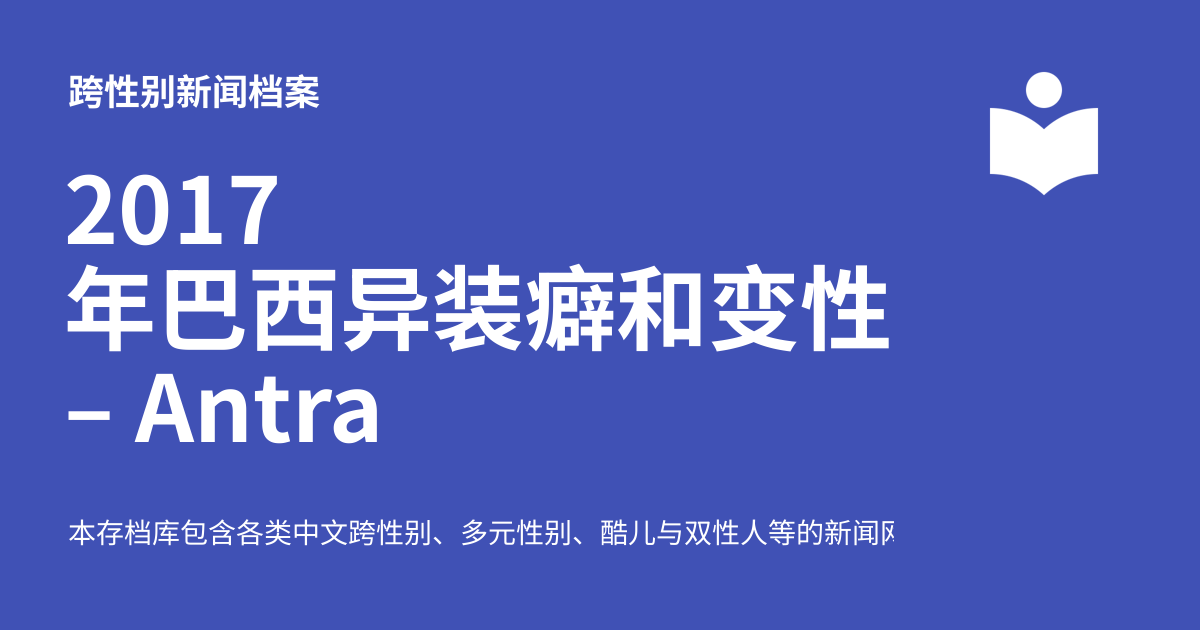 跨性别新闻档案
2017
年巴西异装癖和变性
– Antra
本存档库包含各类中文跨性别、多元性别、酷儿与双性人等的新闻网